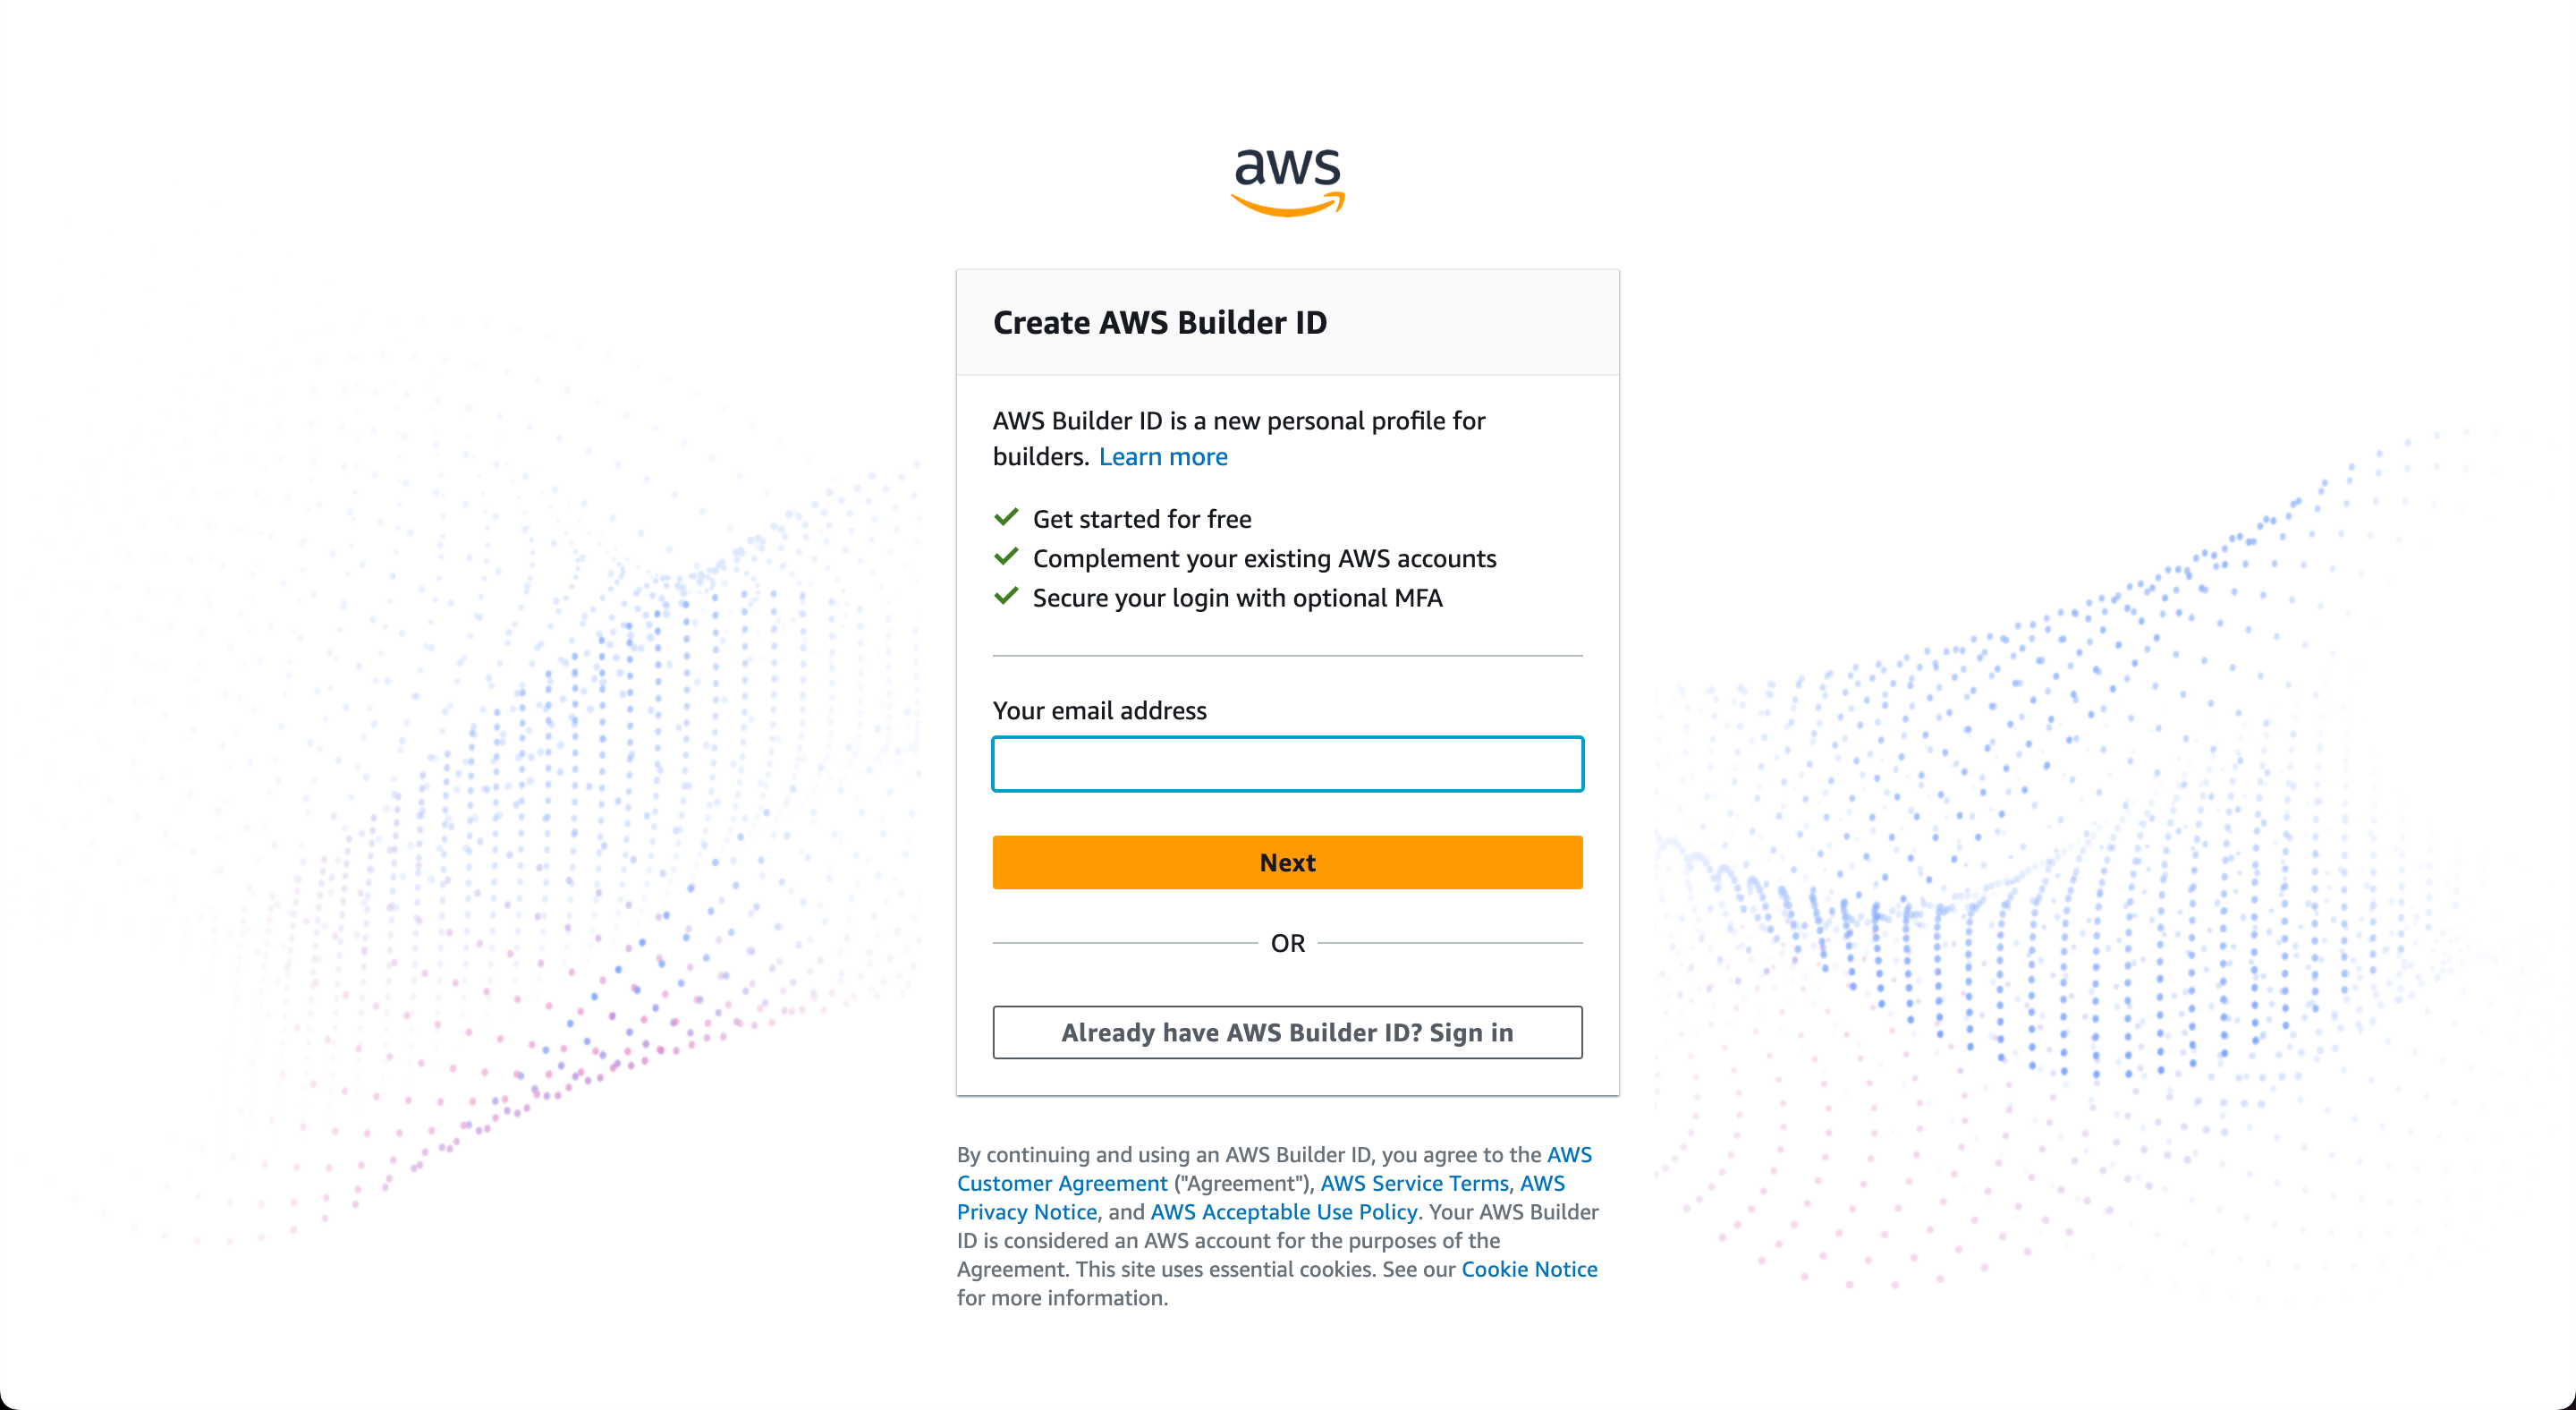 aws
Create AWS Builder ID
AWS Builder ID is a new personal profile for
builders. Learn more
Get started for free
Complement your existing AWS accounts
Secure your login with optional MFA
Your email address
Next
OR
Already have AWS Builder ID? Sign in
By continuing and using an AWS Builder ID, you agree to the AWS
Customer Agreement ("Agreement"), AWS Service Terms, AWS
Privacy Notice, and AWS Acceptable Use Policy. Your AWS Builder
ID is considered an AWS account for the purposes of the
Agreement. This site uses essential cookies. See our Cookie Notice
for more information.